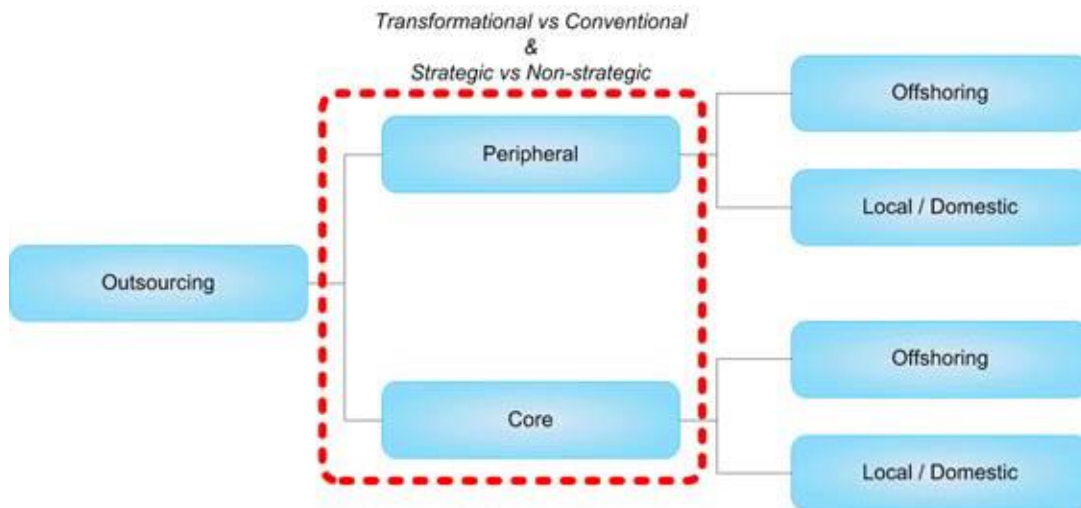 Transformational vs Conventional
&
Strategic vs Non-strategic
Offshoring
Peripheral
Local / Domestic
Outsourcing
Offshoring
Core
Local / Domestic